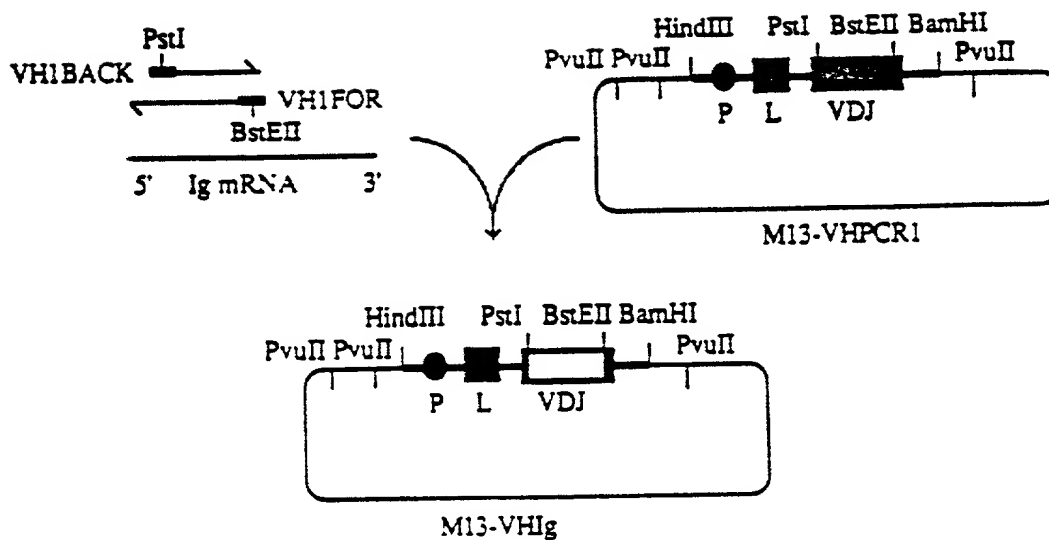 PstI
VH1BACK
VH1FOR
BstEII
5' Ig mRNA 3'
HindIII PstI BstEII BamHI
PvuII PvuII PvuII
P L VDJ
M13-VHPCR1
HindIII PstI BstEII BamHI
PvuII PvuII PvuII
P L VDJ
M13-VHIg